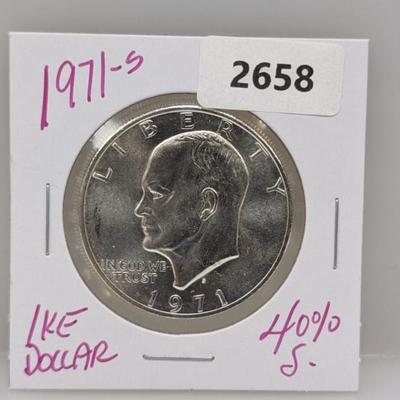 1971-S
2658
LIBERTY
IN GOD WE
TRUST
S
1971
IKE
DOLLAR
40%
S.